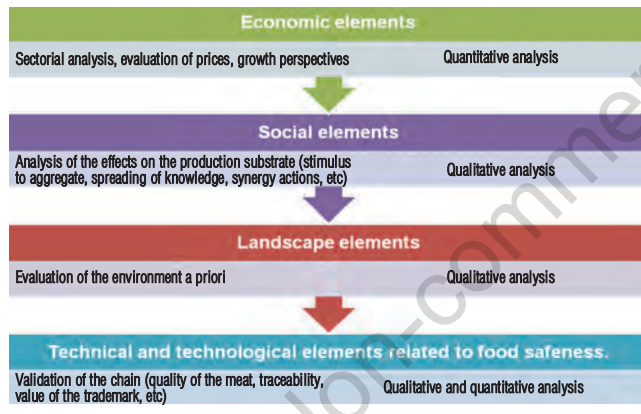 Economic elements
Sectorial analysis, evaluation of prices, growth perspectives Quantitative analysis
Social elements
Analysis of the effects on the production substrate (stimulus
to aggregate, spreading of knowledge, synergy actions, etc) Qualitative analysis
Landscape elements
Evaluation of the environment a priori Qualitative analysis
Technical and technological elements related to food safeness.
Validation of the chain (quality of the meat, traceability,
value of the trademark, etc) Qualitative and quantitative analysis